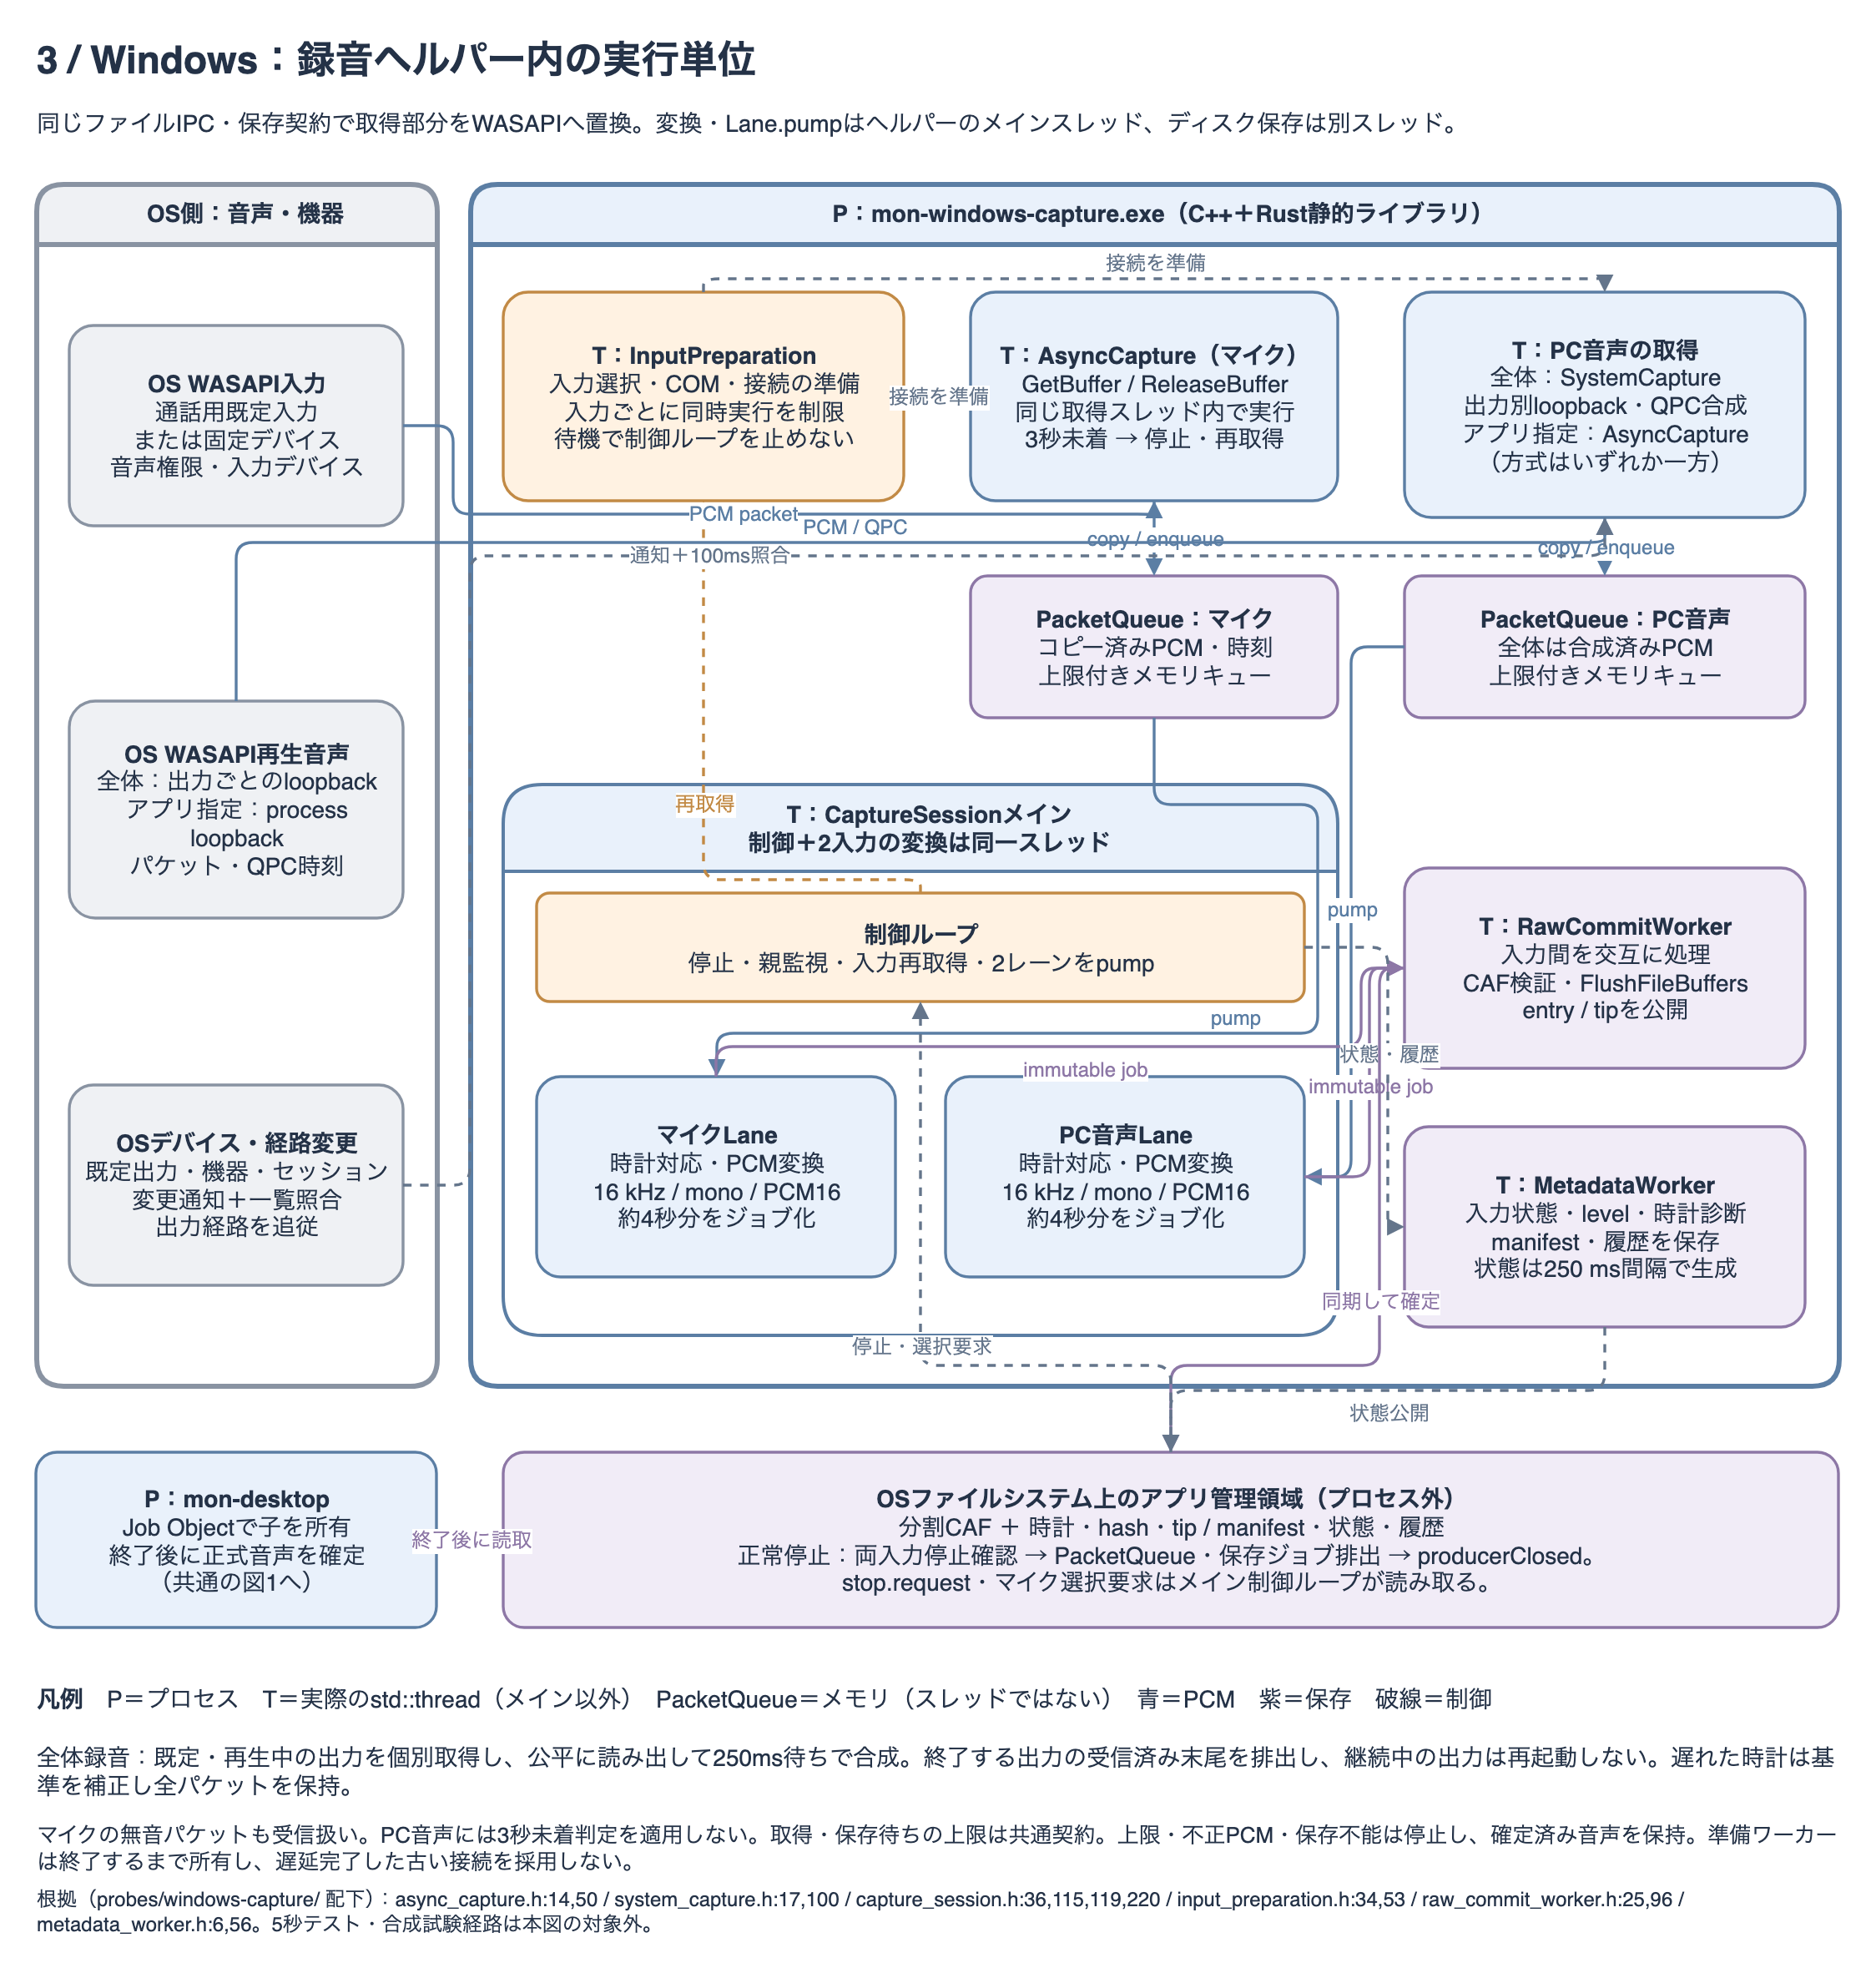 3 / Windows：録音ヘルパー内の実行単位
同じファイルIPC・保存契約で取得部分をWASAPIへ置換。変換・Lane.pumpはヘルパーのメインスレッド、ディスク保存は別スレッド。
OS側：音声・機器
P：mon-windows-capture.exe（C++＋Rust静的ライブラリ）
接続を準備
OS WASAPI入力
通話用既定入力
または固定デバイス
音声権限・入力デバイス
T：InputPreparation
入力選択・COM・接続の準備
入力ごとに同時実行を制限
待機で制御ループを止めない
接続を準備
T：AsyncCapture（マイク）
GetBuffer / ReleaseBuffer
同じ取得スレッド内で実行
3秒未着 → 停止・再取得
T：PC音声の取得
全体：SystemCapture
出力別loopback・QPC合成
アプリ指定：AsyncCapture
（方式はいずれか一方）
PCM packet
PCM / QPC
copy / enqueue
copy / enqueue
通知＋100ms照合
PacketQueue：マイク
コピー済みPCM・時刻
上限付きメモリキュー
PacketQueue：PC音声
全体は合成済みPCM
上限付きメモリキュー
OS WASAPI再生音声
全体：出力ごとのloopback
アプリ指定：process
loopback
パケット・QPC時刻
再取得
T：CaptureSessionメイン
制御＋2入力の変換は同一スレッド
制御ループ
停止・親監視・入力再取得・2レーンをpump
pump
T：RawCommitWorker
入力間を交互に処理
CAF検証・FlushFileBuffers
entry / tipを公開
pump
状態・履歴
immutable job
immutable job
OSデバイス・経路変更
既定出力・機器・セッション
変更通知＋一覧照合
出力経路を追従
マイクLane
時計対応・PCM変換
16 kHz / mono / PCM16
約4秒分をジョブ化
PC音声Lane
時計対応・PCM変換
16 kHz / mono / PCM16
約4秒分をジョブ化
T：MetadataWorker
入力状態・level・時計診断
manifest・履歴を保存
状態は250 ms間隔で生成
同期して確定
停止・選択要求
状態公開
P：mon-desktop
Job Objectで子を所有
終了後に正式音声を確定
（共通の図1へ）
終了後に読取
OSファイルシステム上のアプリ管理領域（プロセス外）
分割CAF ＋ 時計・hash・tip / manifest・状態・履歴
正常停止：両入力停止確認 → PacketQueue・保存ジョブ排出 → producerClosed。
stop.request・マイク選択要求はメイン制御ループが読み取る。
凡例　P＝プロセス　T＝実際のstd::thread（メイン以外）　PacketQueue＝メモリ（スレッドではない）　青＝PCM　紫＝保存　破線＝制御
全体録音：既定・再生中の出力を個別取得し、公平に読み出して250ms待ちで合成。終了する出力の受信済み末尾を排出し、継続中の出力は再起動しない。遅れた時計は基
準を補正し全パケットを保持。
マイクの無音パケットも受信扱い。PC音声には3秒未着判定を適用しない。取得・保存待ちの上限は共通契約。上限・不正PCM・保存不能は停止し、確定済み音声を保持。準備ワーカー
は終了するまで所有し、遅延完了した古い接続を採用しない。
根拠（probes/windows-capture/ 配下）：async_capture.h:14,50 / system_capture.h:17,100 / capture_session.h:36,115,119,220 / input_preparation.h:34,53 / raw_commit_worker.h:25,96 /
metadata_worker.h:6,56。5秒テスト・合成試験経路は本図の対象外。